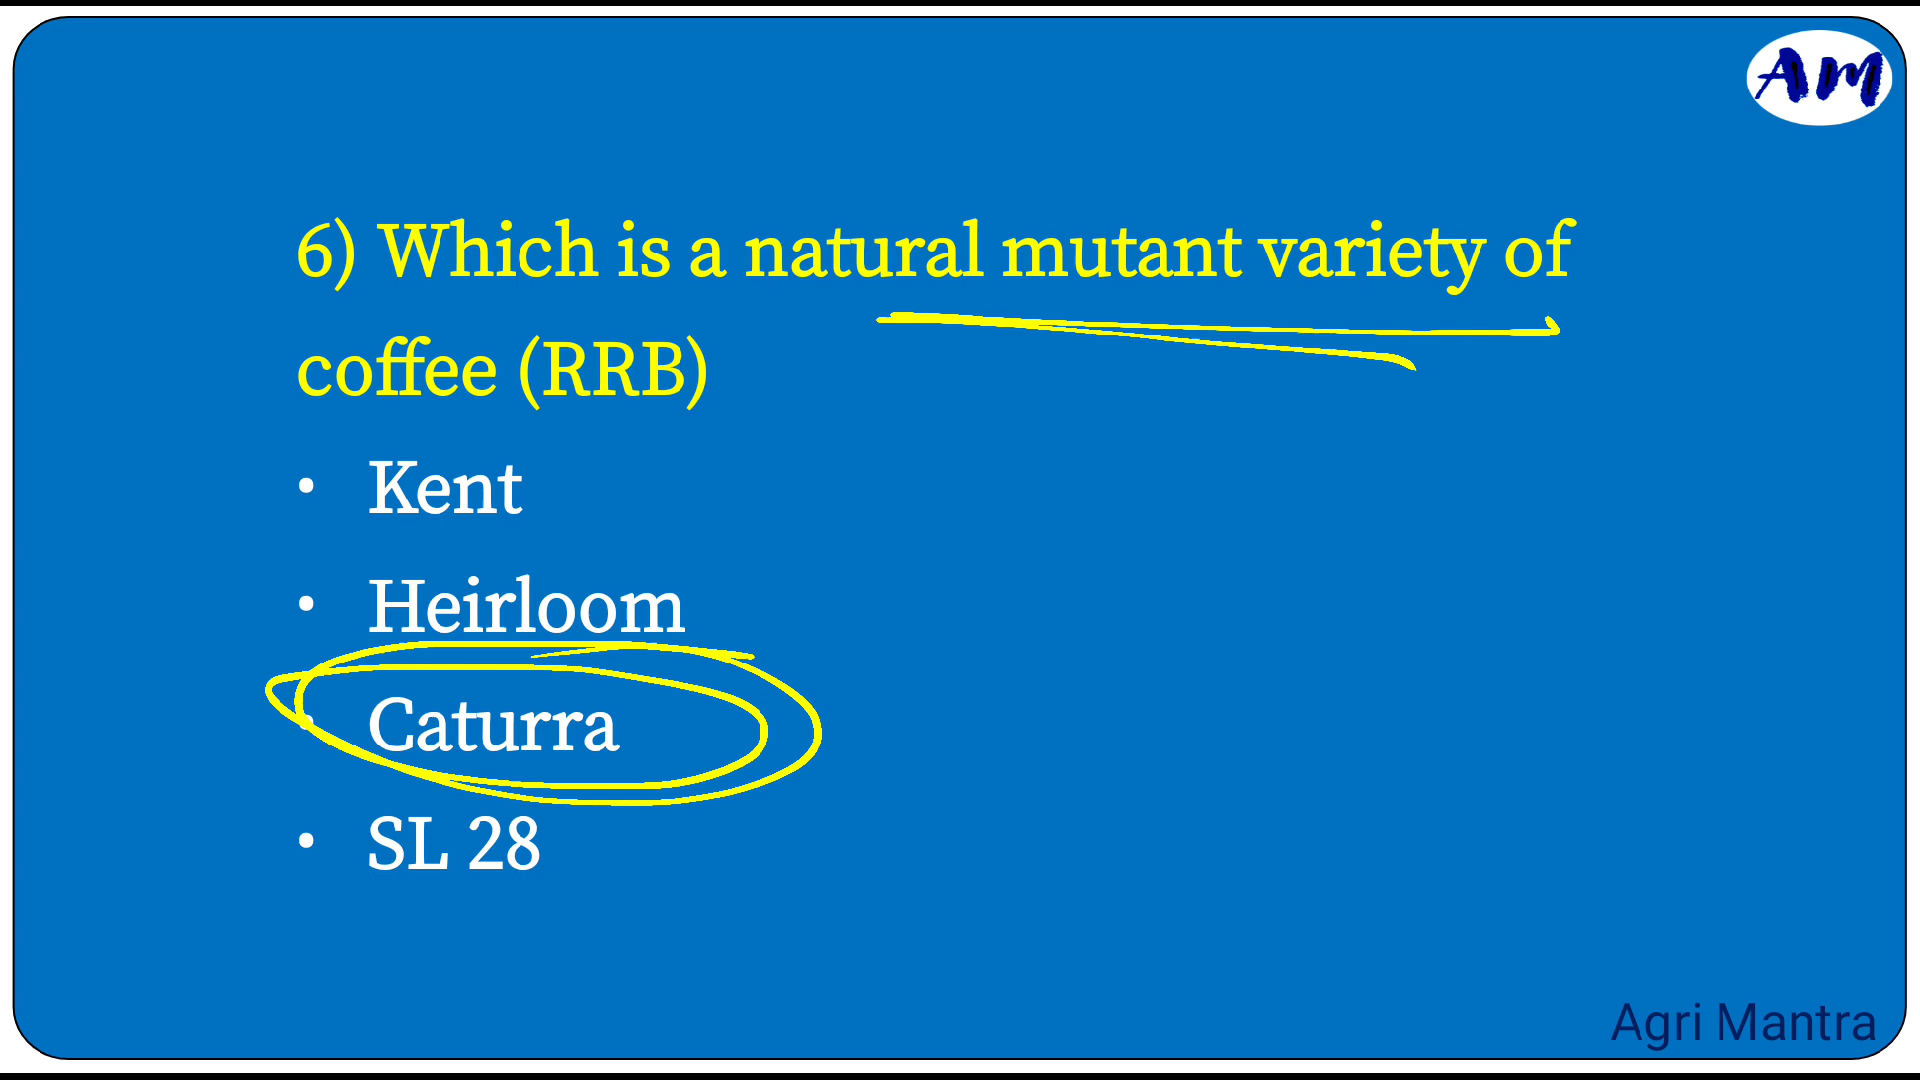 AM
6) Which is a natural mutant variety of
coffee (RRB)
• Kent
• Heirloom
• Caturra
• SL 28
Agri Mantra